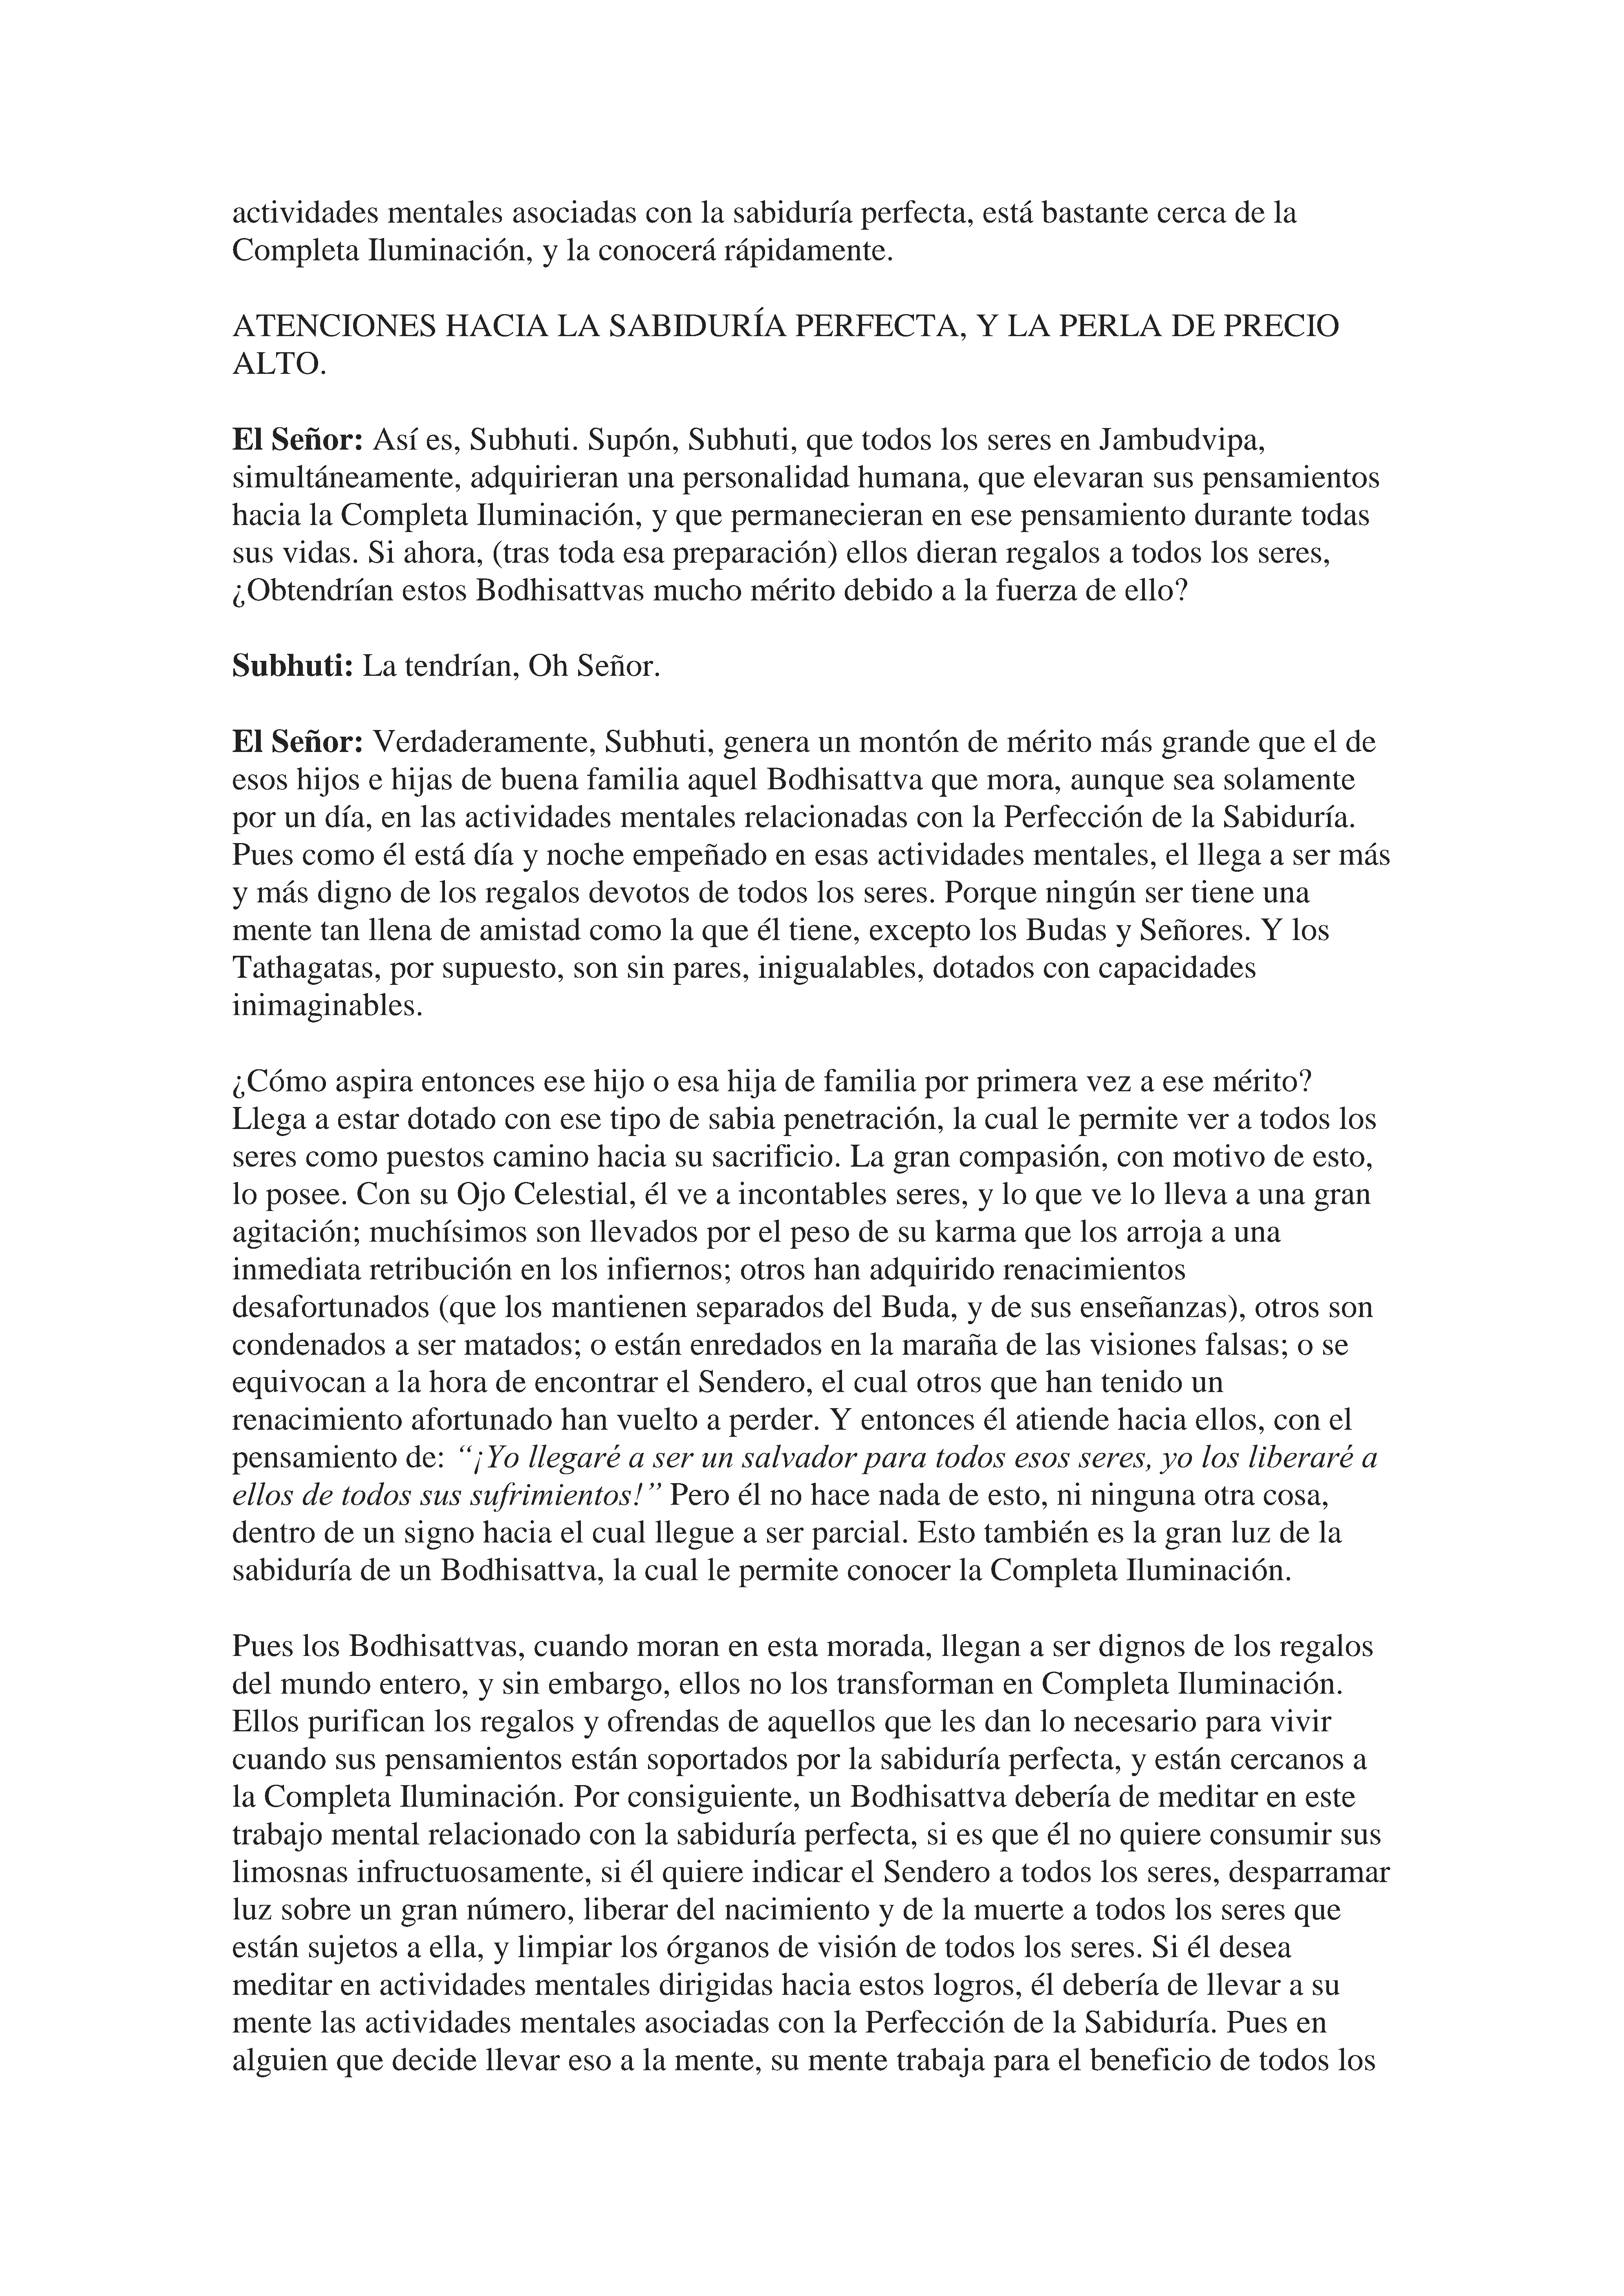 actividades mentales asociadas con la sabiduría perfecta, está bastante cerca de la
Completa Iluminación, y la conocerá rápidamente.
ATENCIONES HACIA LA SABIDURÍA PERFECTA, Y LA PERLA DE PRECIO
ALTO.
El Señor: Así es, Subhuti. Supón, Subhuti, que todos los seres en Jambudvipa,
simultáneamente, adquirieran una personalidad humana, que elevaran sus pensamientos
hacia la Completa Iluminación, y que permanecieran en ese pensamiento durante todas
sus vidas. Si ahora, (tras toda esa preparación) ellos dieran regalos a todos los seres,
¿Obtendrían estos Bodhisattvas mucho mérito debido a la fuerza de ello?
Subhuti: La tendrían, Oh Señor.
El Señor: Verdaderamente, Subhuti, genera un montón de mérito más grande que el de
esos hijos e hijas de buena familia aquel Bodhisattva que mora, aunque sea solamente
por un día, en las actividades mentales relacionadas con la Perfección de la Sabiduría.
Pues como él está día y noche empeñado en esas actividades mentales, el llega a ser más
y más digno de los regalos devotos de todos los seres. Porque ningún ser tiene una
mente tan llena de amistad como la que él tiene, excepto los Budas y Señores. Y los
Tathagatas, por supuesto, son sin pares, inigualables, dotados con capacidades
inimaginables.
¿Cómo aspira entonces ese hijo o esa hija de familia por primera vez a ese mérito?
Llega a estar dotado con ese tipo de sabia penetración, la cual le permite ver a todos los
seres como puestos camino hacia su sacrificio. La gran compasión, con motivo de esto,
lo posee. Con su Ojo Celestial, él ve a incontables seres, y lo que ve lo lleva a una gran
agitación; muchísimos son llevados por el peso de su karma que los arroja a una
inmediata retribución en los infiernos; otros han adquirido renacimientos
desafortunados (que los mantienen separados del Buda, y de sus enseñanzas), otros son
condenados a ser matados; o están enredados en la maraña de las visiones falsas; o se
equivocan a la hora de encontrar el Sendero, el cual otros que han tenido un
renacimiento afortunado han vuelto a perder. Y entonces él atiende hacia ellos, con el
pensamiento de: “¡Yo llegaré a ser un salvador para todos esos seres, yo los liberaré a
ellos de todos sus sufrimientos!” Pero él no hace nada de esto, ni ninguna otra cosa,
dentro de un signo hacia el cual llegue a ser parcial. Esto también es la gran luz de la
sabiduría de un Bodhisattva, la cual le permite conocer la Completa Iluminación.
Pues los Bodhisattvas, cuando moran en esta morada, llegan a ser dignos de los regalos
del mundo entero, y sin embargo, ellos no los transforman en Completa Iluminación.
Ellos purifican los regalos y ofrendas de aquellos que les dan lo necesario para vivir
cuando sus pensamientos están soportados por la sabiduría perfecta, y están cercanos a
la Completa Iluminación. Por consiguiente, un Bodhisattva debería de meditar en este
trabajo mental relacionado con la sabiduría perfecta, si es que él no quiere consumir sus
limosnas infructuosamente, si él quiere indicar el Sendero a todos los seres, desparramar
luz sobre un gran número, liberar del nacimiento y de la muerte a todos los seres que
están sujetos a ella, y limpiar los órganos de visión de todos los seres. Si él desea
meditar en actividades mentales dirigidas hacia estos logros, él debería de llevar a su
mente las actividades mentales asociadas con la Perfección de la Sabiduría. Pues en
alguien que decide llevar eso a la mente, su mente trabaja para el beneficio de todos los